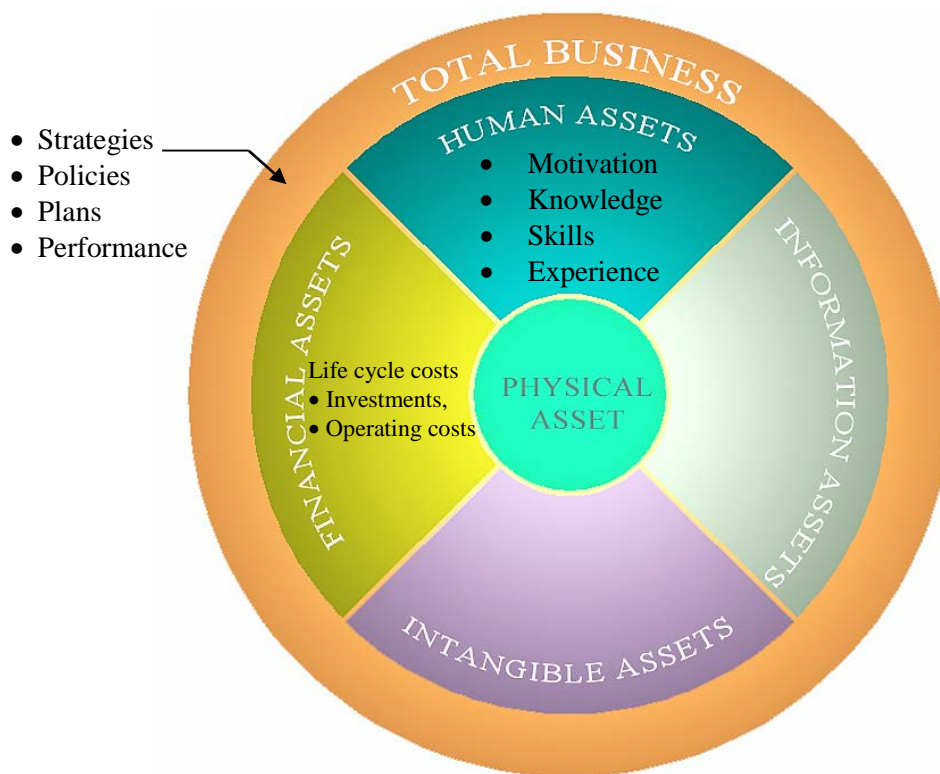 TOTAL BUSINESS
HUMAN ASSETS
• Strategies
• Policies
• Plans
• Performance
• Motivation
• Knowledge
• Skills
• Experience
INFORMATION ASSETS
FINANCIAL ASSETS
Life cycle costs
• Investments,
• Operating costs
PHYSICAL
ASSET
INTANGIBLE ASSETS